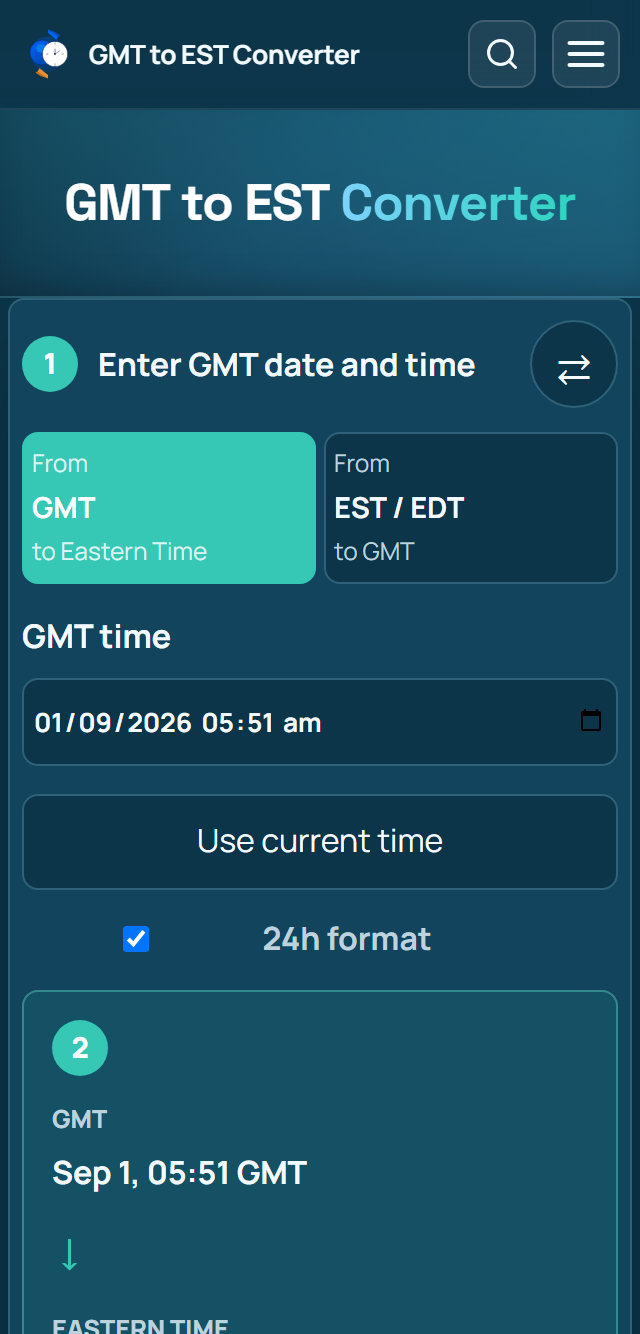 GMT to EST Converter
GMT to EST Converter
1 Enter GMT date and time
From
GMT
to Eastern Time
From
EST / EDT
to GMT
GMT time
01/09/2026 05:51 am
Use current time
24h format
2
GMT
Sep 1, 05:51 GMT
↓
EASTERN TIME